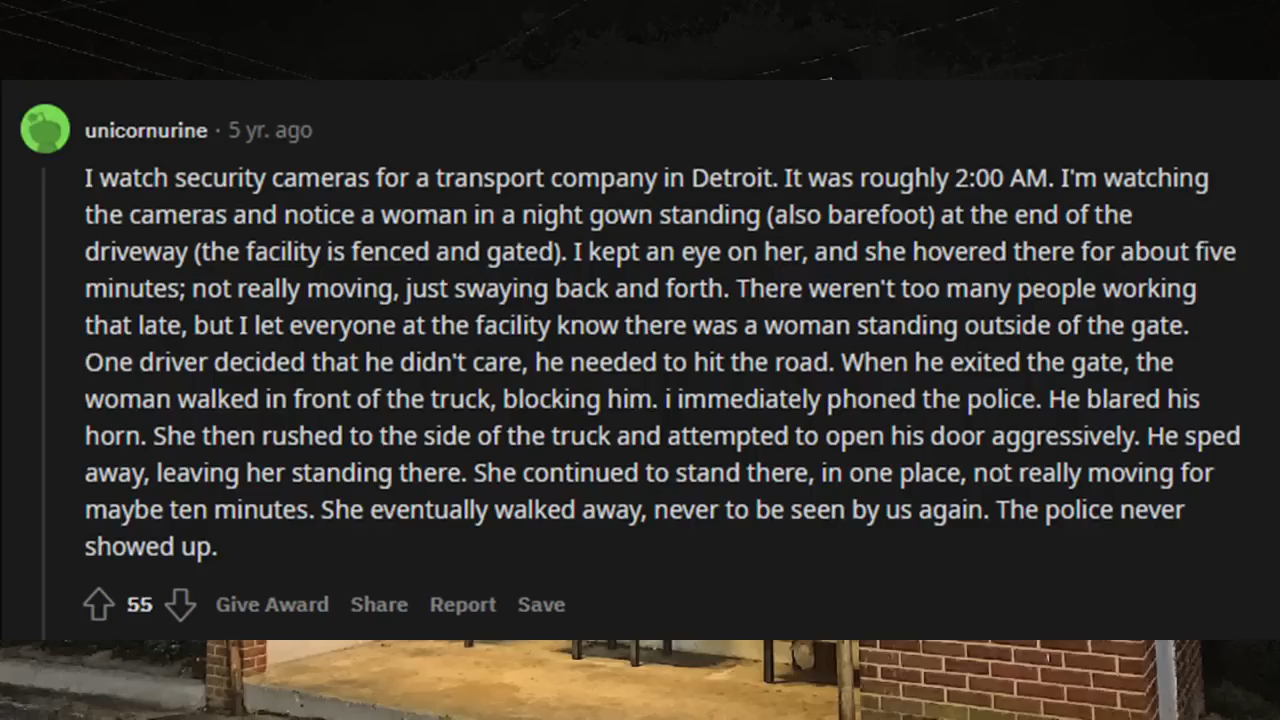 unicornurine · 5 yr. ago
I watch security cameras for a transport company in Detroit. It was roughly 2:00 AM. I'm watching
the cameras and notice a woman in a night gown standing (also barefoot) at the end of the
driveway (the facility is fenced and gated). I kept an eye on her, and she hovered there for about five
minutes; not really moving, just swaying back and forth. There weren't too many people working
that late, but I let everyone at the facility know there was a woman standing outside of the gate.
One driver decided that he didn't care, he needed to hit the road. When he exited the gate, the
woman walked in front of the truck, blocking him. i immediately phoned the police. He blared his
horn. She then rushed to the side of the truck and attempted to open his door aggressively. He sped
away, leaving her standing there. She continued to stand there, in one place, not really moving for
maybe ten minutes. She eventually walked away, never to be seen by us again. The police never
showed up.
55 Give Award Share Report Save